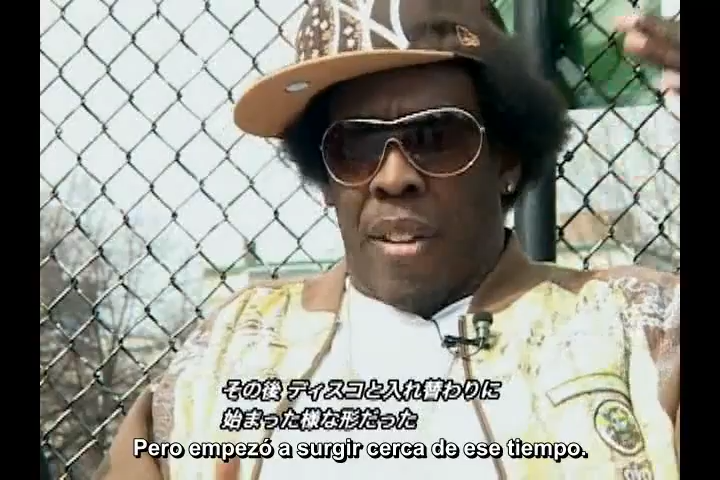 その後 ディスコと入れ替わりに
始まった様な形だった
Pero empezó a surgir cerca de ese tiempo.